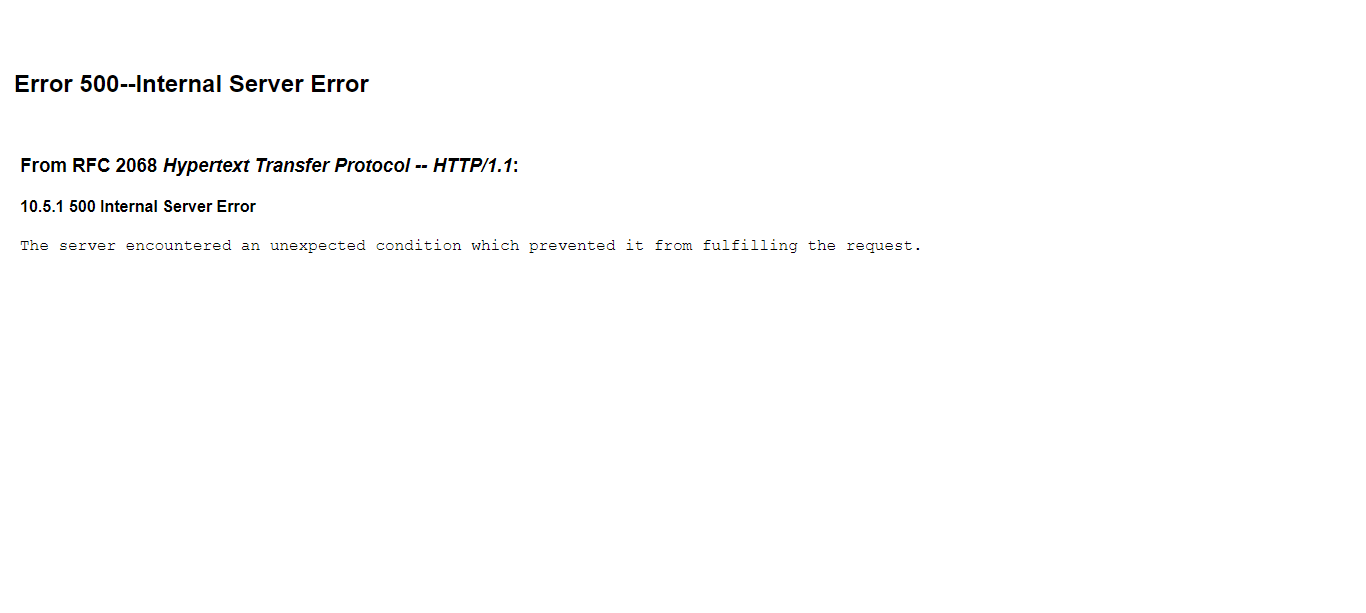 Error 500--Internal Server Error
From RFC 2068 Hypertext Transfer Protocol -- HTTP/1.1:
10.5.1 500 Internal Server Error
The server encountered an unexpected condition which prevented it from fulfilling the request.